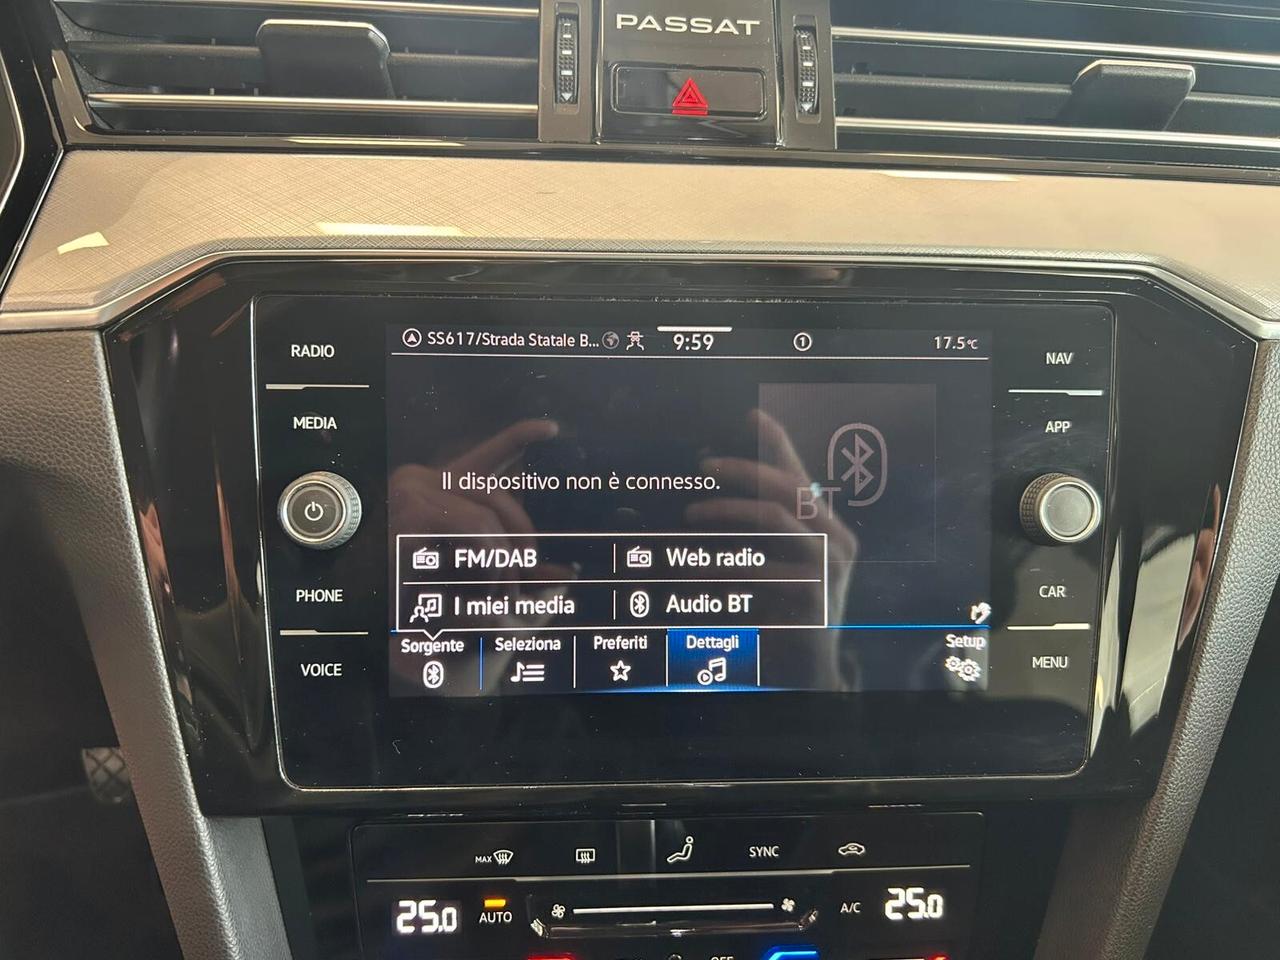 PASSAT
RADIO
MEDIA
PHONE
VOICE
SS617/Strada Statale B...
9:59
1
17.5°C
Il dispositivo non è connesso.
BT
FM/DAB
Web radio
I miei media
Audio BT
Sorgente
Seleziona
Preferiti
Dettagli
Setup
NAV
APP
CAR
MENU
MAX
SYNC
25.0
AUTO
A/C
25.0
OFF